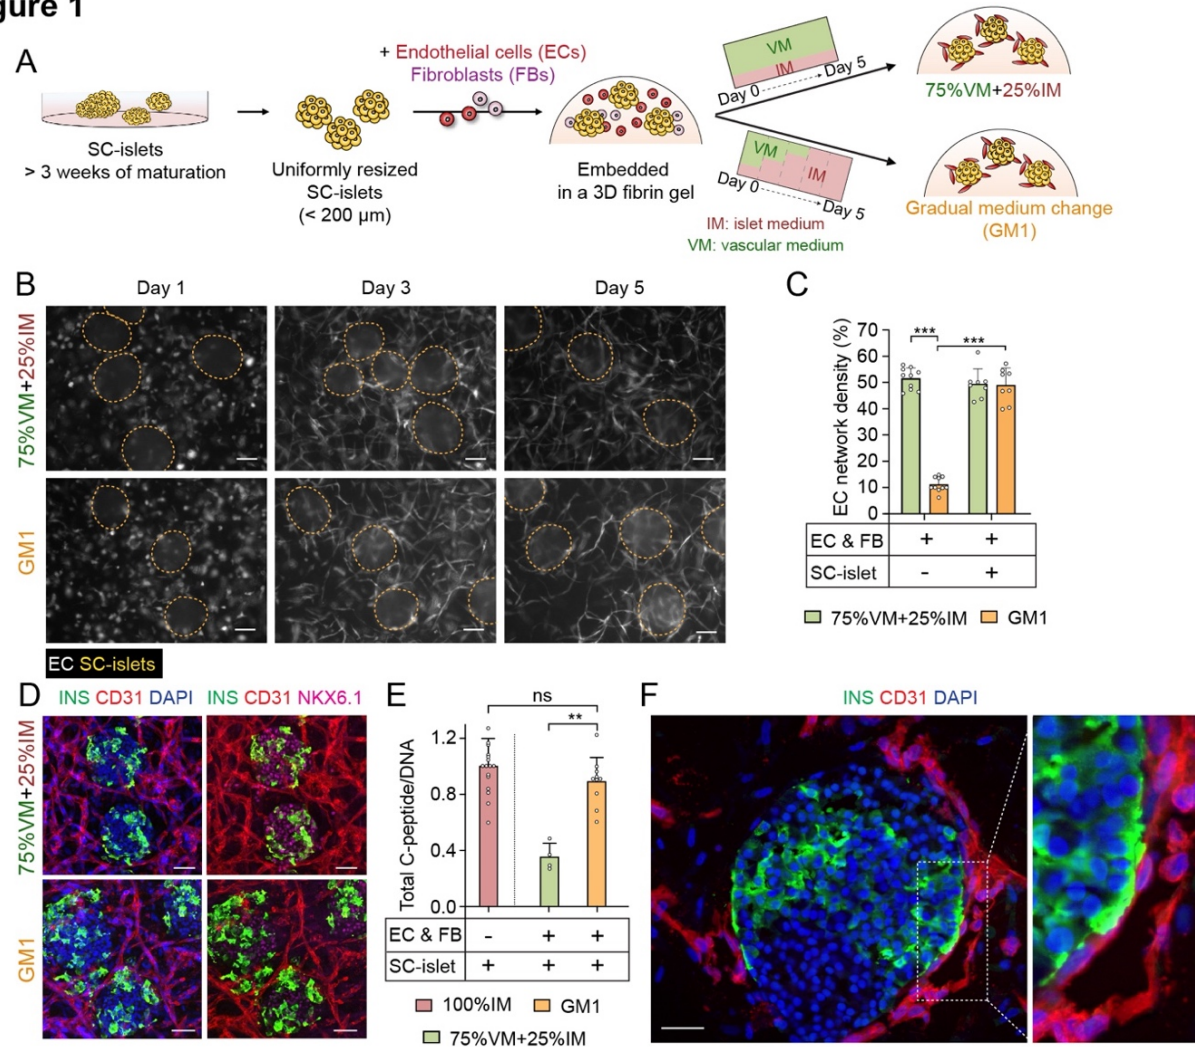 gure 1
A
+ Endothelial cells (ECs)
Fibroblasts (FBs)
SC-islets
> 3 weeks of maturation
Uniformly resized
SC-islets
(< 200 µm)
Embedded
in a 3D fibrin gel
VM
IM
Day 0
Day 5
75%VM+25%IM
VM
IM
Day 0
Day 5
IM: islet medium
VM: vascular medium
Gradual medium change
(GM1)
B
Day 1
Day 3
Day 5
75%VM+25%IM
GM1
EC SC-islets
C
EC network density (%)
70
60
50
40
30
20
10
0
***
***
EC & FB
+
+
SC-islet
-
+
75%VM+25%IM
GM1
D
INS CD31 DAPI
INS CD31 NKX6.1
75%VM+25%IM
GM1
E
Total C-peptide/DNA
1.2
0.8
0.4
0.0
ns
**
EC & FB
-
+
+
SC-islet
+
+
+
100%IM
GM1
75%VM+25%IM
F
INS CD31 DAPI